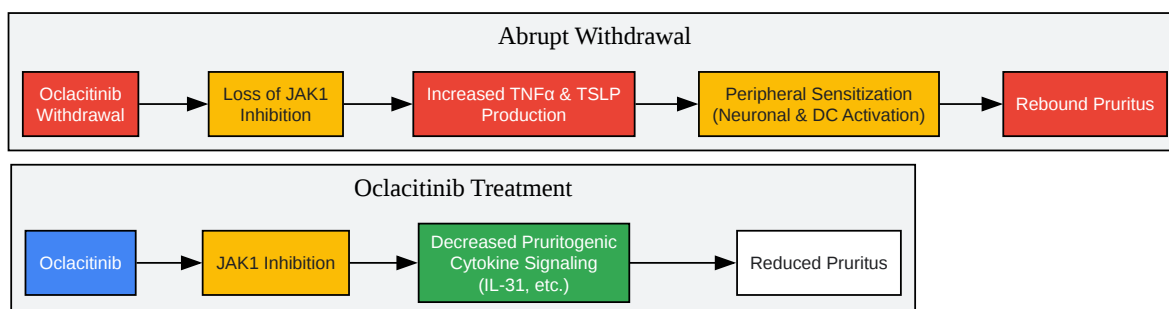 Abrupt Withdrawal
Oclacitinib
Withdrawal
Loss of JAK1
Inhibition
Increased TNFα & TSLP
Production
Peripheral Sensitization
(Neuronal & DC Activation)
Rebound Pruritus
Oclacitinib Treatment
Oclacitinib
JAK1 Inhibition
Decreased Pruritogenic
Cytokine Signaling
(IL-31, etc.)
Reduced Pruritus